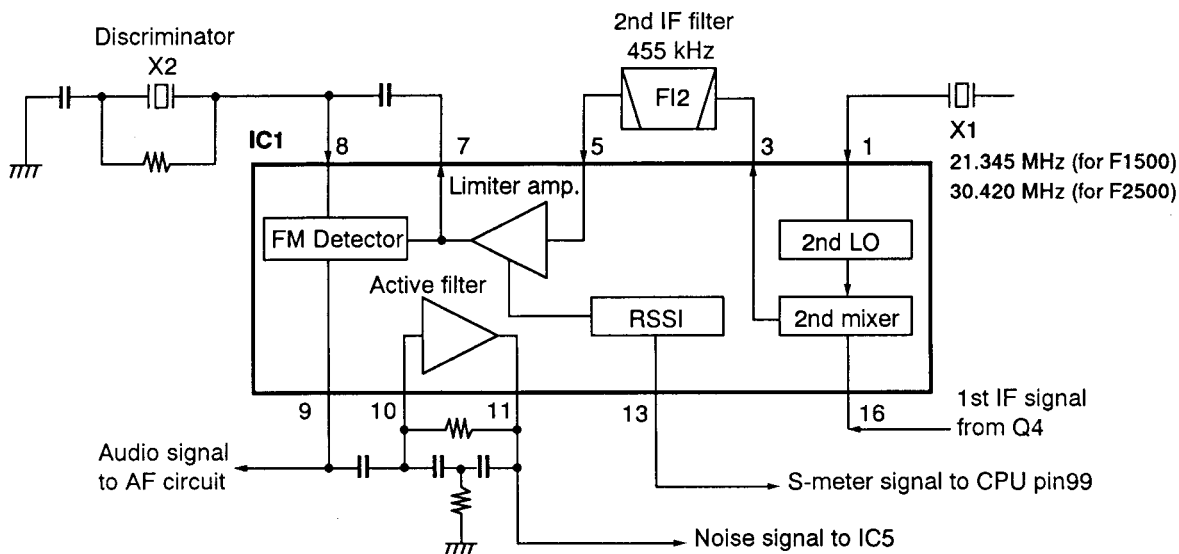 Discriminator
X2
2nd IF filter
455 kHz
FI2
X1
21.345 MHz (for F1500)
30.420 MHz (for F2500)
IC1
8
7
5
3
1
Limiter amp.
FM Detector
2nd LO
Active filter
RSSI
2nd mixer
9
10
11
13
16
1st IF signal
from Q4
Audio signal
to AF circuit
S-meter signal to CPU pin99
Noise signal to IC5